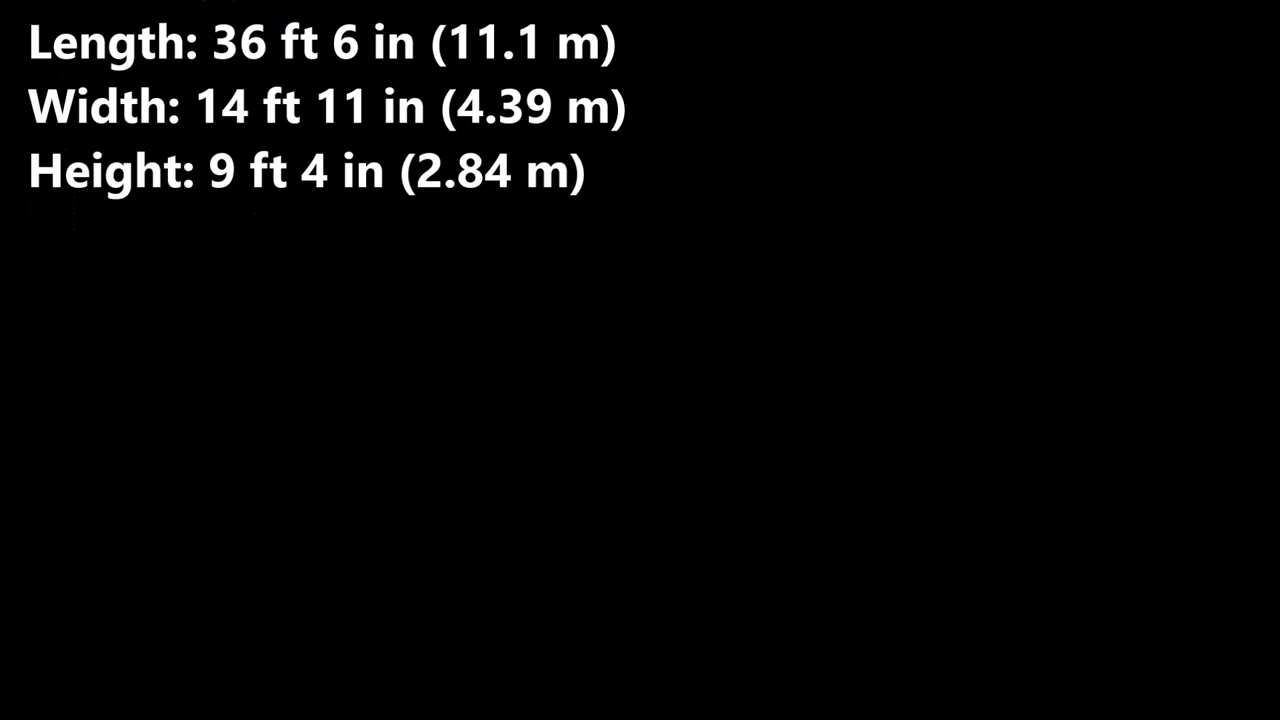 Length: 36 ft 6 in (11.1 m)
Width: 14 ft 11 in (4.39 m)
Height: 9 ft 4 in (2.84 m)